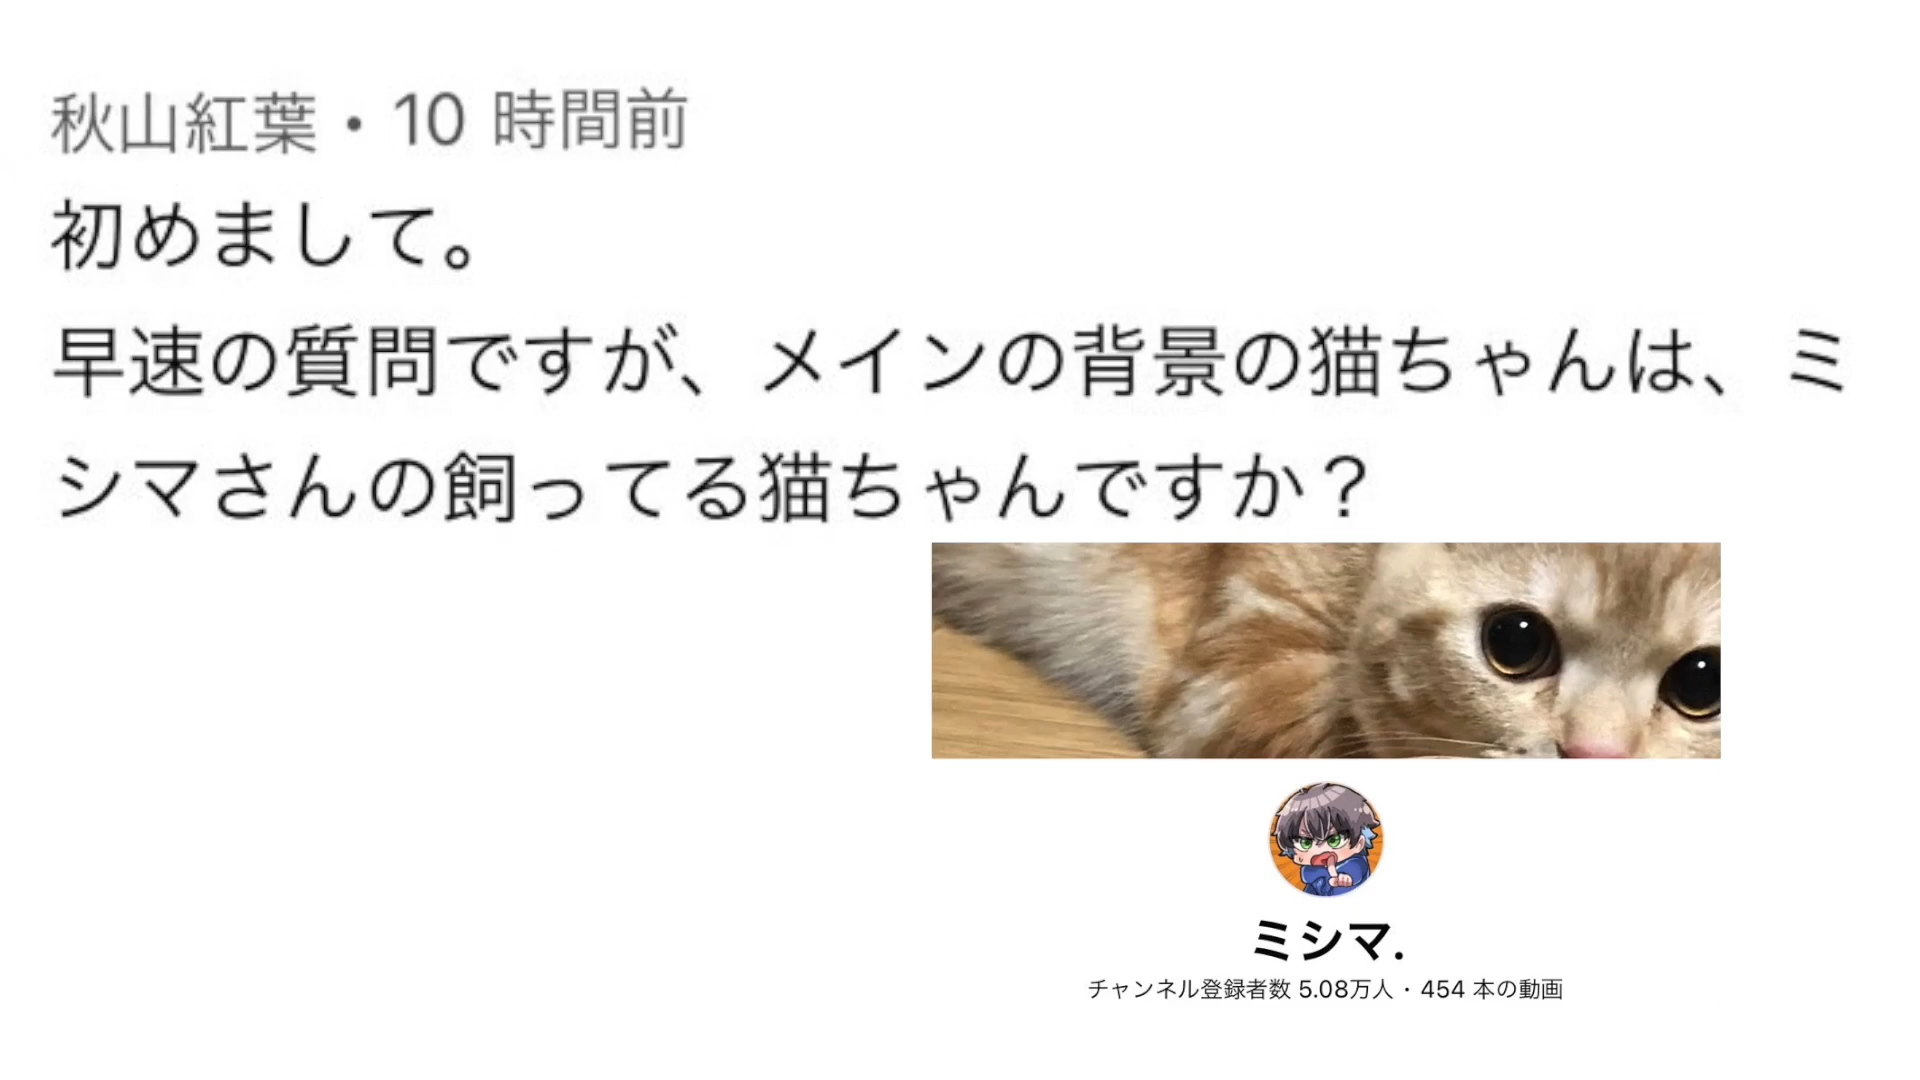 秋山紅葉・10 時間前
初めまして。
早速の質問ですが、メインの背景の猫ちゃんは、ミ
シマさんの飼ってる猫ちゃんですか？
ミシマ.
チャンネル登録者数 5.08万人・454 本の動画